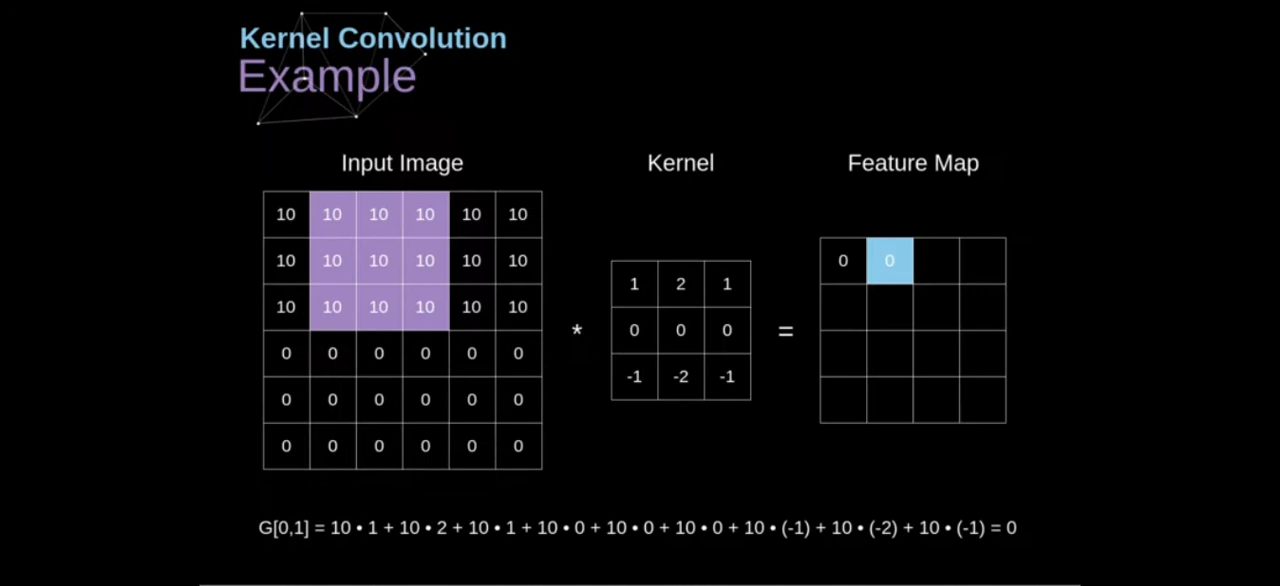 Kernel Convolution
Example
Input Image
10 10 10 10 10 10
10 10 10 10 10 10
10 10 10 10 10 10
0 0 0 0 0 0
0 0 0 0 0 0
0 0 0 0 0 0
*
Kernel
1 2 1
0 0 0
-1 -2 -1
=
Feature Map
0 0
G[0,1] = 10 • 1 + 10 • 2 + 10 • 1 + 10 • 0 + 10 • 0 + 10 • 0 + 10 • (-1) + 10 • (-2) + 10 • (-1) = 0